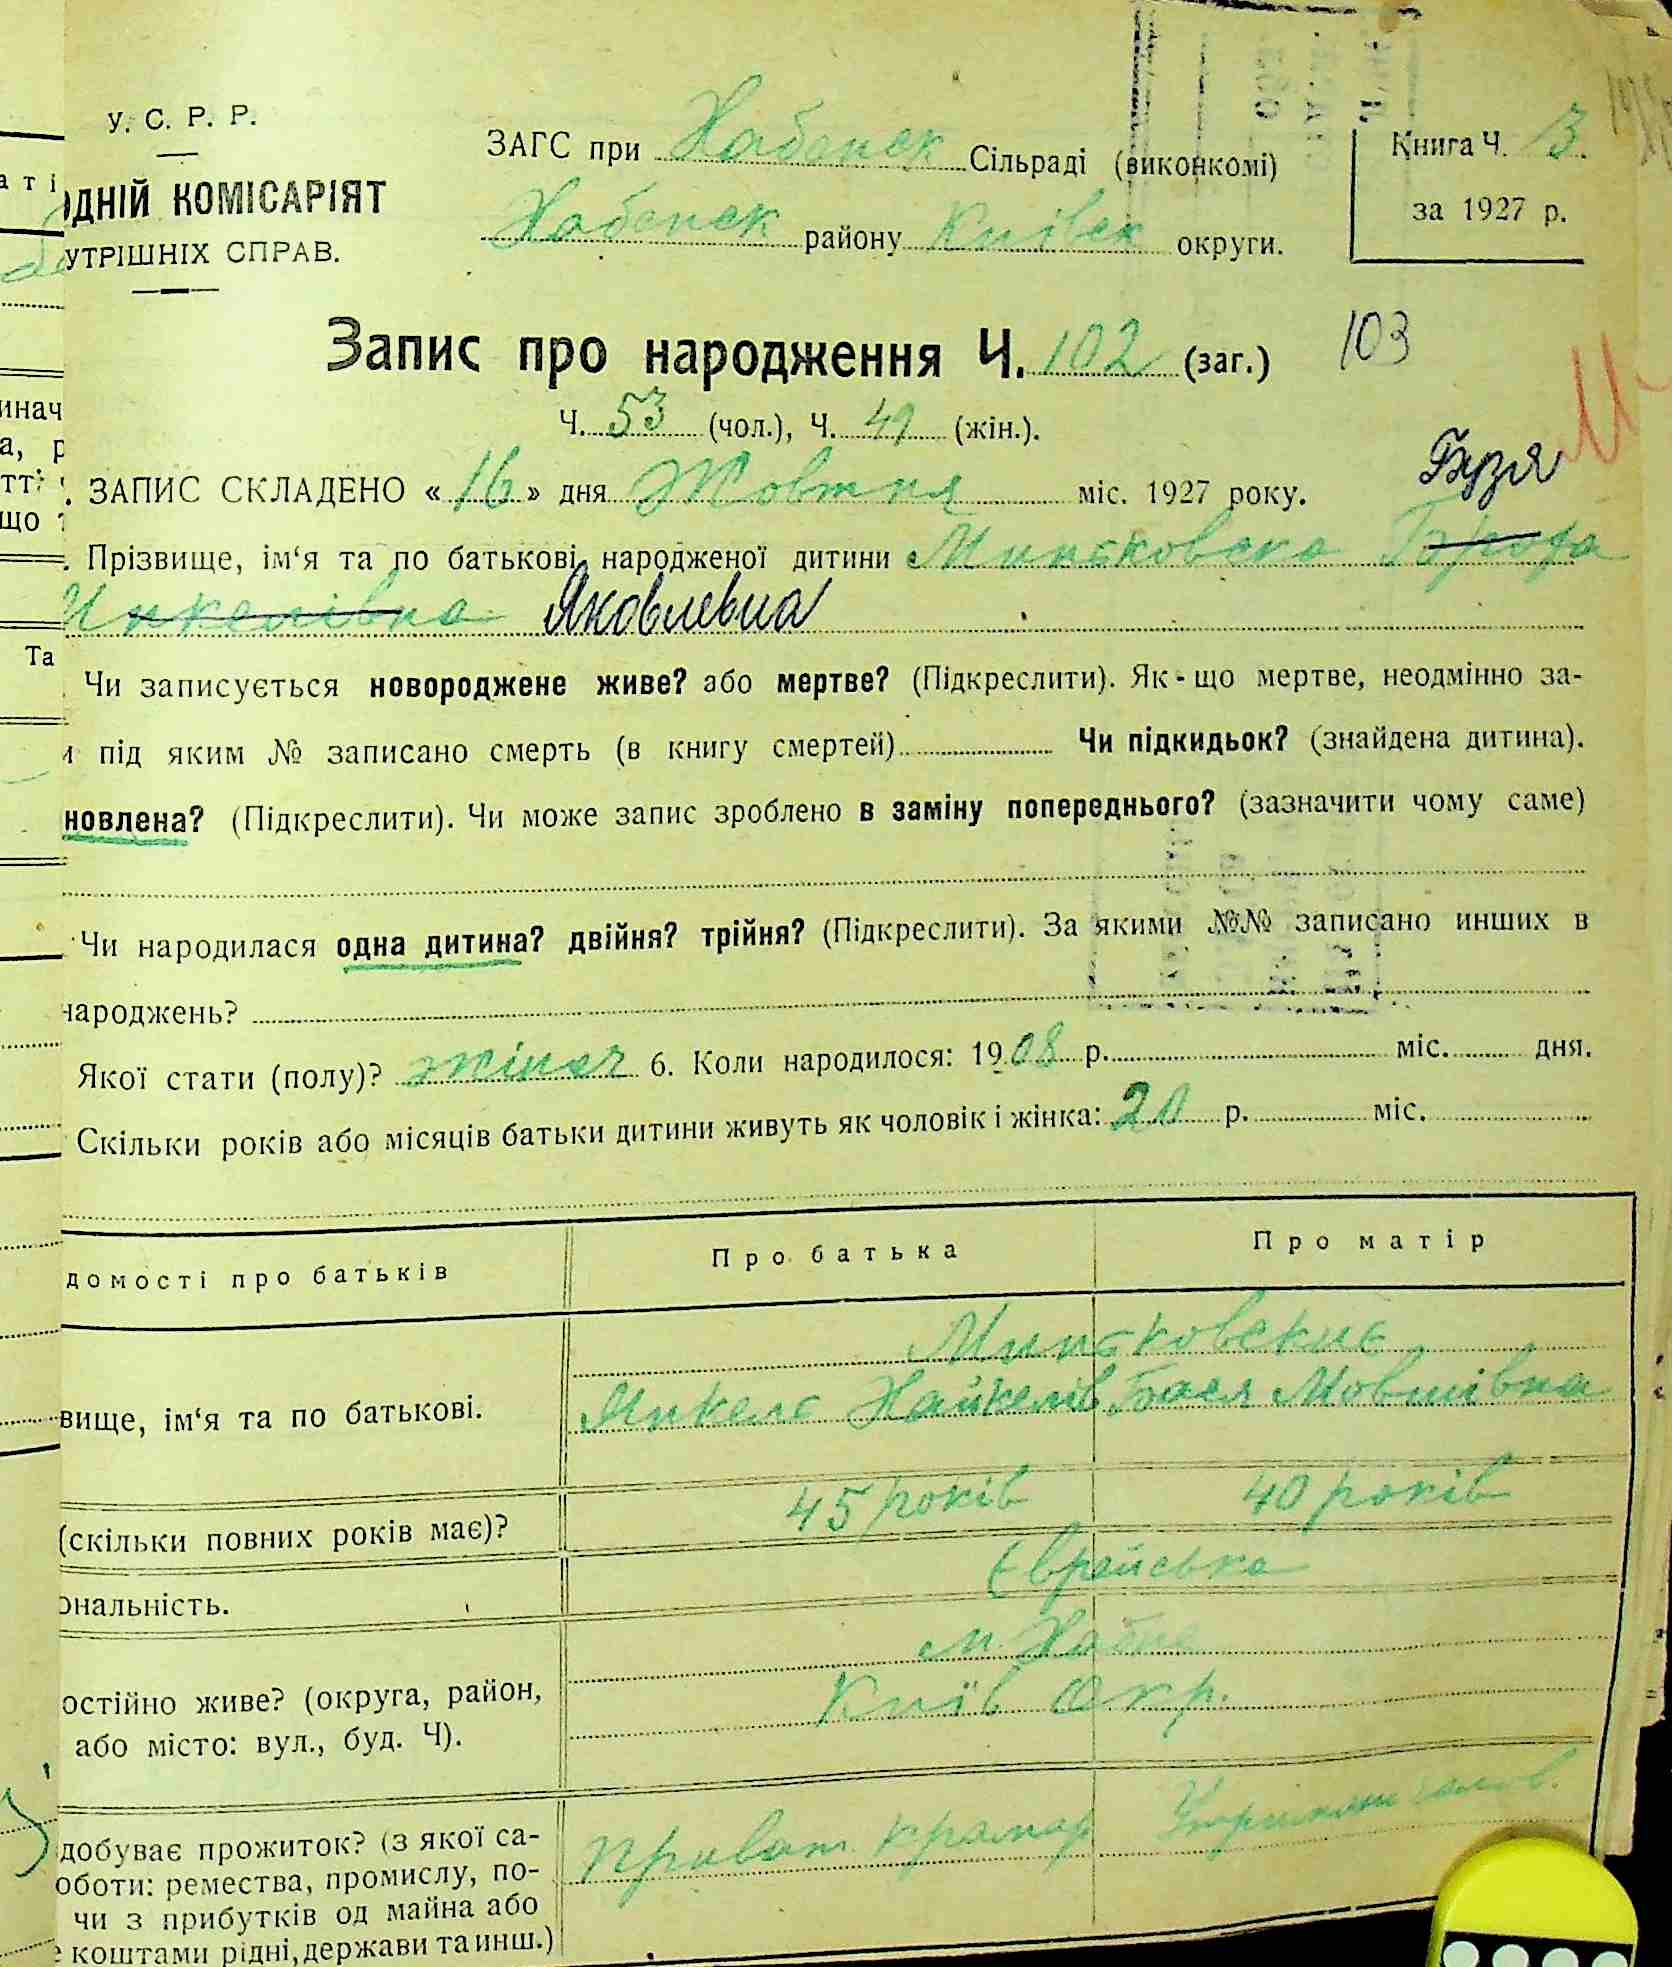 У. С. Р. Р.
ОДНІЙ КОМІСАРІЯТ
УТРІШНІХ СПРАВ.
ЗАГС при Хабенск Сільраді (виконкомі)
Хабенск району Київск округи.
Книга Ч. 3.
за 1927 р.
Запис про народження Ч. 102 (заг.) 103
Ч. 53 (чол.), Ч. 49 (жін.).
ЗАПИС СКЛАДЕНО « 16 » дня Жовтня міс. 1927 року.
Бузя
Прізвище, ім‘я та по батькові народженої дитини
Инкелівна Яковлевна
Чи записується новороджене живе? або мертве? (Підкреслити). Як-що мертве, неодмінно за-
и під яким № записано смерть (в книгу смертей) Чи підкидьок? (знайдена дитина).
новлена? (Підкреслити). Чи може запис зроблено в заміну попереднього? (зазначити чому саме)
Чи народилася одна дитина? двійня? трійня? (Підкреслити). За якими №№ записано инших в
народжень?
Якої стати (полу)? жіноч 6. Коли народилося: 1908 р. міс. дня.
Скільки років або місяців батьки дитини живуть як чоловік і жінка: 20 р. міс.
домості про батьків Про батька Про матір
вище, ім‘я та по батькові. Хайкелів Бася Мовшівна
(скільки повних років має)? 45 років 40 років
ональність. Єврейська
остійно живе? (округа, район, м. Хабне
або місто: вул., буд. Ч). Київ Окр.
добуває прожиток? (з якої са- Приват. крамар
оботи: ремества, промислу, по-
чи з прибутків од майна або
е коштами рідні, держави та инш.)